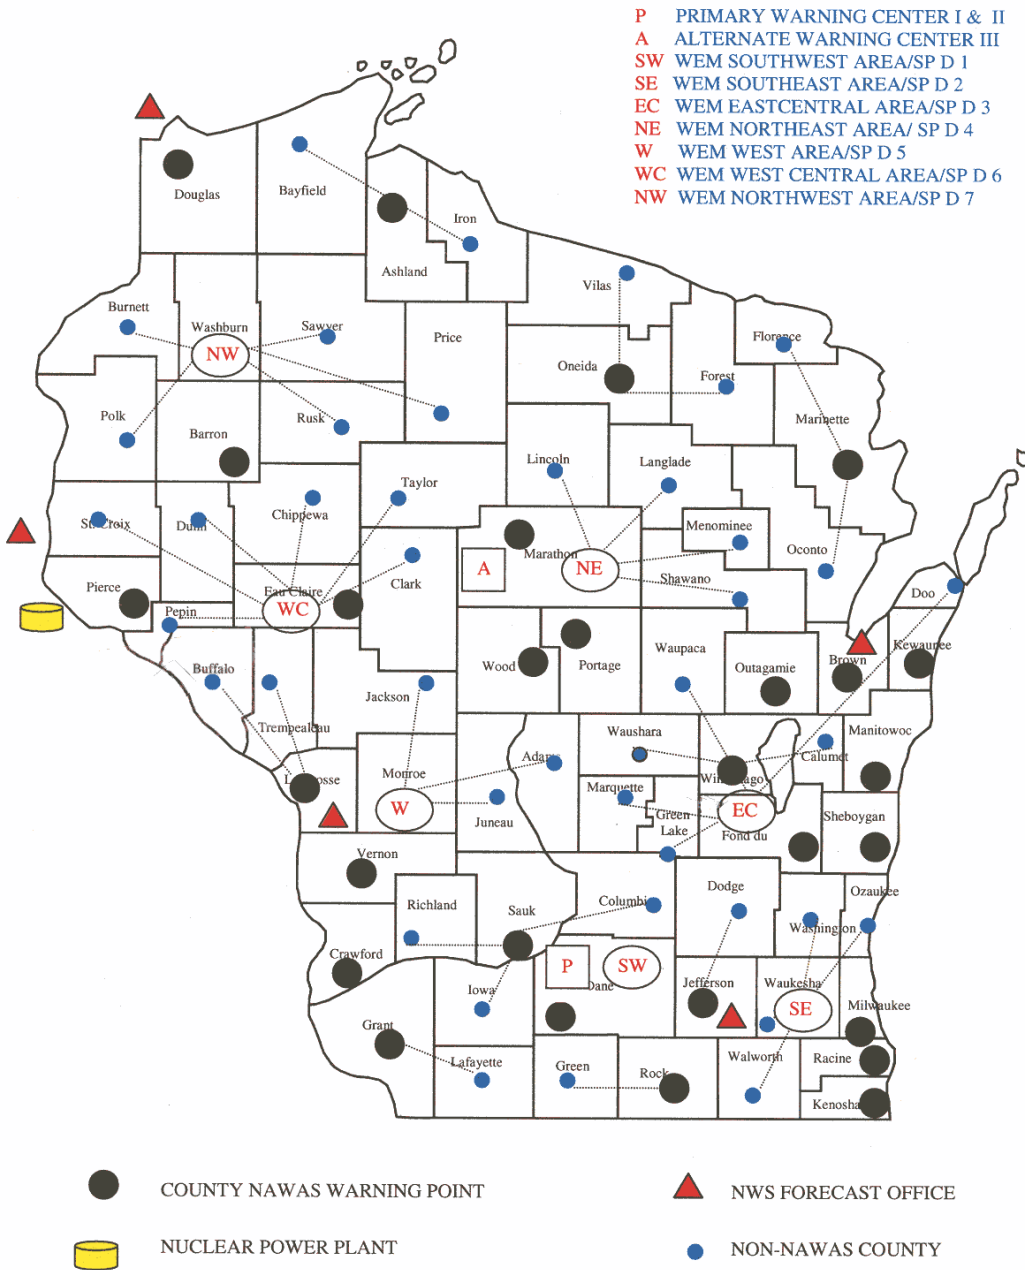 P PRIMARY WARNING CENTER I & II
A ALTERNATE WARNING CENTER III
SW WEM SOUTHWEST AREA/SP D 1
SE WEM SOUTHEAST AREA/SP D 2
EC WEM EASTCENTRAL AREA/SP D 3
NE WEM NORTHEAST AREA/ SP D 4
W WEM WEST AREA/SP D 5
WC WEM WEST CENTRAL AREA/SP D 6
NW WEM NORTHWEST AREA/SP D 7
Douglas
Bayfield
Iron
Ashland
Vilas
Burnett
Washburn
Sawyer
Price
Florence
NW
Oneida
Forest
Polk
Rusk
Marinette
Barron
Lincoln
Langlade
Taylor
St. Croix
Dunn
Chippewa
Menominee
Marathon
Oconto
A
NE
Shawano
Clark
Pierce
Eau Claire
Doo
WC
Pepin
Wood
Portage
Waupaca
Outagamie
Brown
Kewaunee
Buffalo
Jackson
Trempealeau
Waushara
Manitowoc
Adams
Calumet
Monroe
Marquette
W
Juneau
Green
Lake
EC
Fond du
Sheboygan
Vernon
Dodge
Ozaukee
Richland
Sauk
Columbi
Washington
Crawford
P
SW
Dane
Jefferson
Waukesha
Iowa
SE
Milwaukee
Grant
Lafayette
Green
Rock
Walworth
Racine
Kenosha
COUNTY NAWAS WARNING POINT
NWS FORECAST OFFICE
NUCLEAR POWER PLANT
NON-NAWAS COUNTY